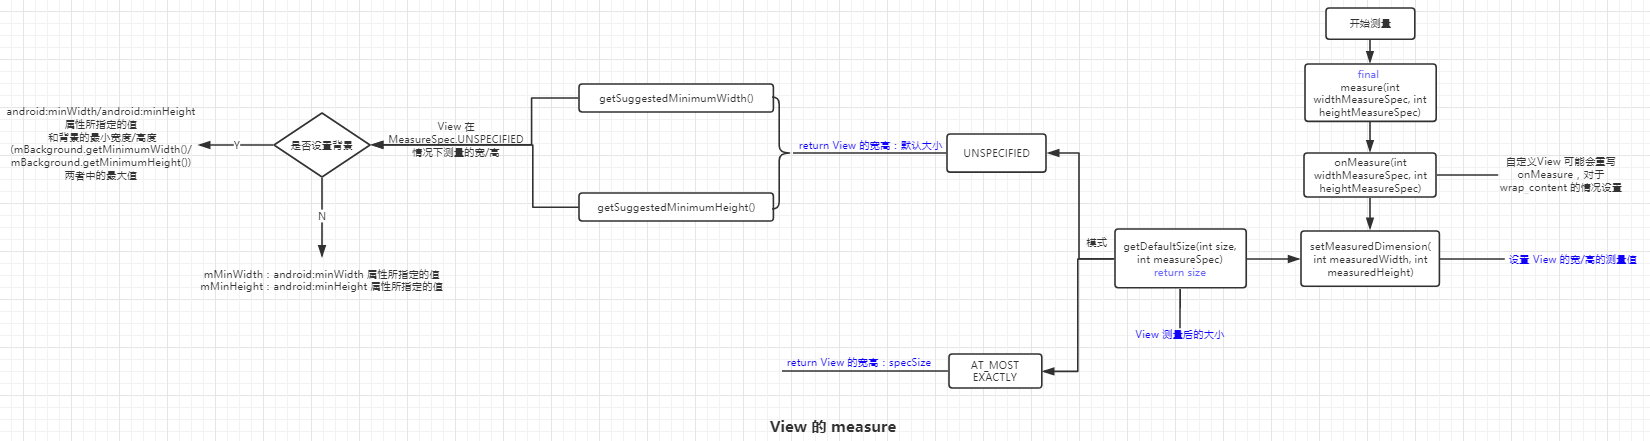 开始测量
final
measure(int
widthMeasureSpec, int
heightMeasureSpec)
onMeasure(int
widthMeasureSpec, int
heightMeasureSpec)
自定义View 可能会重写
onMeasure，对于
wrap_content 的情况设置
setMeasuredDimension(
int measuredWidth, int
measuredHeight)
设置 View 的宽/高的测量值
getDefaultSize(int size,
int measureSpec)
return size
View 测量后的大小
模式
UNSPECIFIED
return View 的宽高：默认大小
AT_MOST
EXACTLY
return View 的宽高：specSize
getSuggestedMinimumWidth()
getSuggestedMinimumHeight()
View 在
MeasureSpec.UNSPECIFIED
情况下测量的宽/高
是否设置背景
Y
android:minWidth/android:minHeight
属性所指定的值
和背景的最小宽度/高度
(mBackground.getMinimumWidth()/
mBackground.getMinimumHeight())
两者中的最大值
N
mMinWidth：android:minWidth 属性所指定的值
mMinHeight：android:minHeight 属性所指定的值
View 的 measure